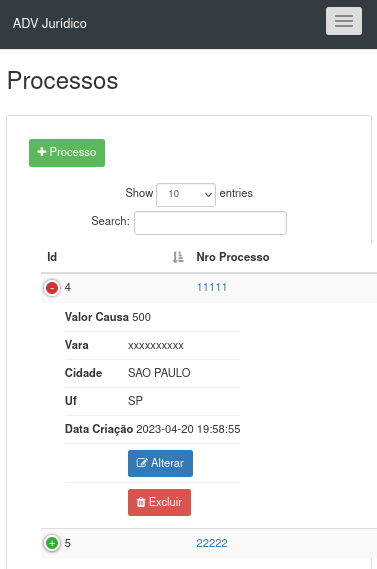 ADV Jurídico
Processos
+ Processo
Show 10 entries
Search:
Id Nro Processo
4 11111
Valor Causa 500
Vara xxxxxxxxxx
Cidade SAO PAULO
Uf SP
Data Criação 2023-04-20 19:58:55
Alterar
Excluir
5 22222